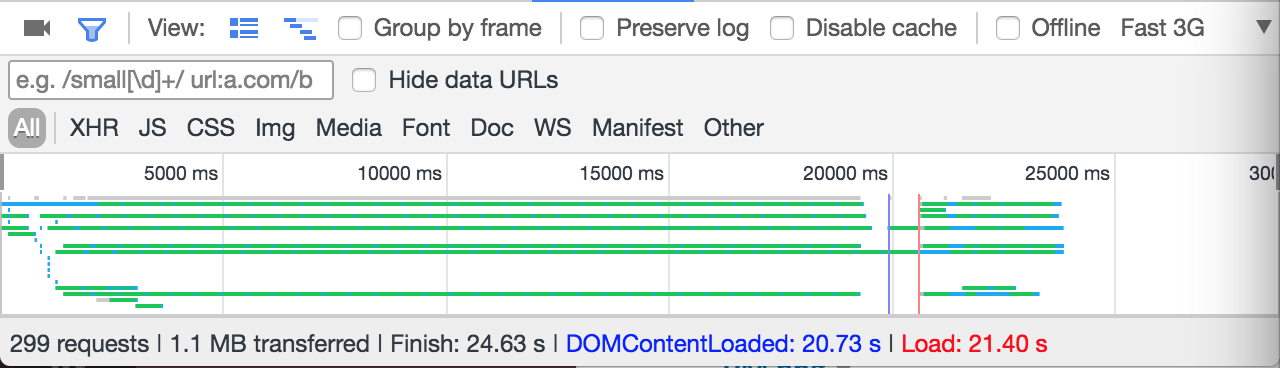 View: Group by frame Preserve log Disable cache Offline Fast 3G ▼
e.g. /small[\d]+/ url:a.com/b Hide data URLs
All XHR JS CSS Img Media Font Doc WS Manifest Other
5000 ms 10000 ms 15000 ms 20000 ms 25000 ms
299 requests | 1.1 MB transferred | Finish: 24.63 s | DOMContentLoaded: 20.73 s | Load: 21.40 s